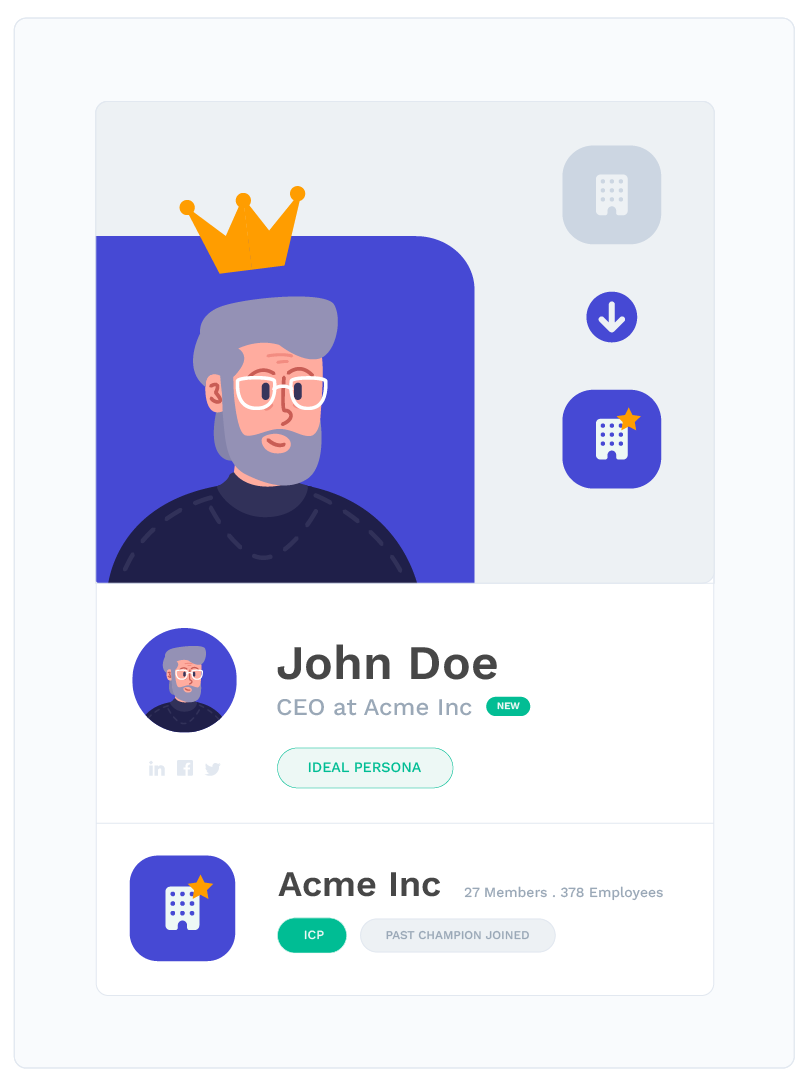 John Doe
CEO at Acme Inc NEW
IDEAL PERSONA
Acme Inc 27 Members . 378 Employees
ICP PAST CHAMPION JOINED